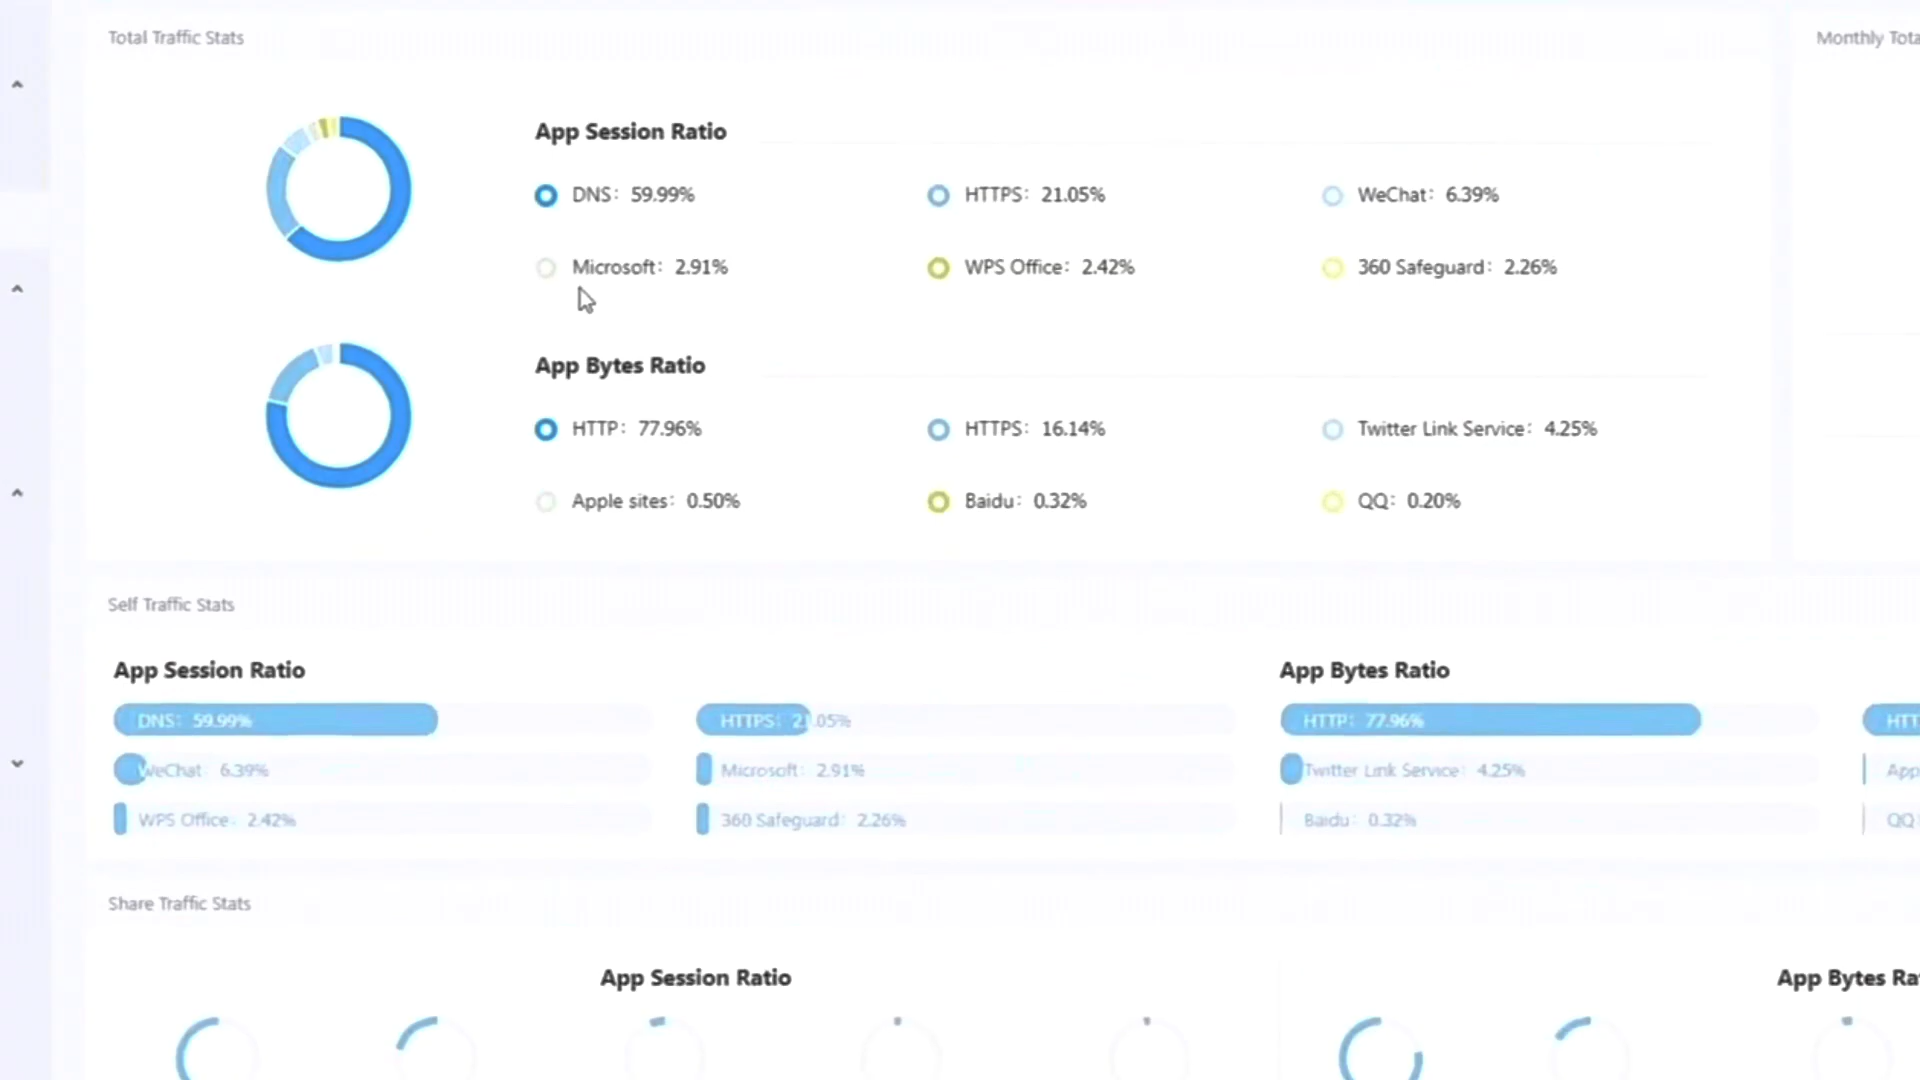 Total Traffic Stats
Monthly Tota
App Session Ratio
DNS: 59.99%
HTTPS: 21.05%
WeChat: 6.39%
Microsoft: 2.91%
WPS Office: 2.42%
360 Safeguard: 2.26%
App Bytes Ratio
HTTP: 77.96%
HTTPS: 16.14%
Twitter Link Service: 4.25%
Apple sites: 0.50%
Baidu: 0.32%
QQ: 0.20%
Self Traffic Stats
App Session Ratio
App Bytes Ratio
DNS: 59.99%
HTTPS: 21.05%
HTTP: 77.96%
HTT
WeChat: 6.39%
Microsoft: 2.91%
Twitter Link Service: 4.25%
App
WPS Office: 2.42%
360 Safeguard: 2.26%
Baidu: 0.32%
QQ
Share Traffic Stats
App Session Ratio
App Bytes Ra